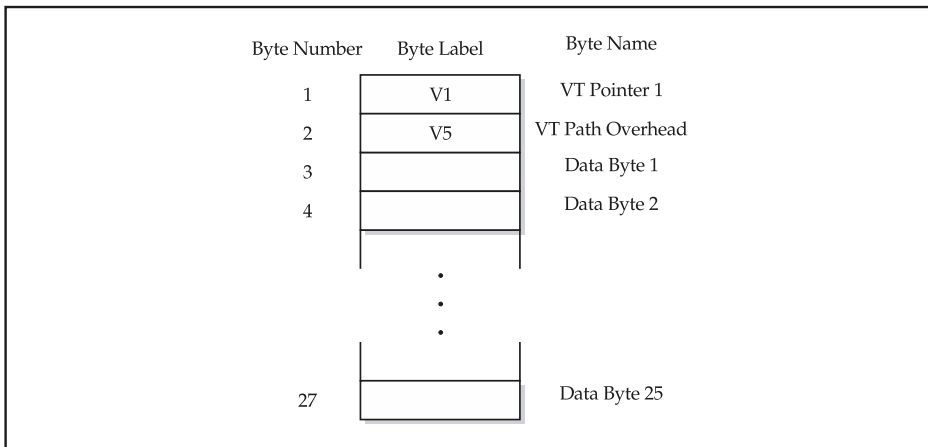 Byte Number Byte Label Byte Name
1 V1 VT Pointer 1
2 V5 VT Path Overhead
3 Data Byte 1
4 Data Byte 2
27 Data Byte 25